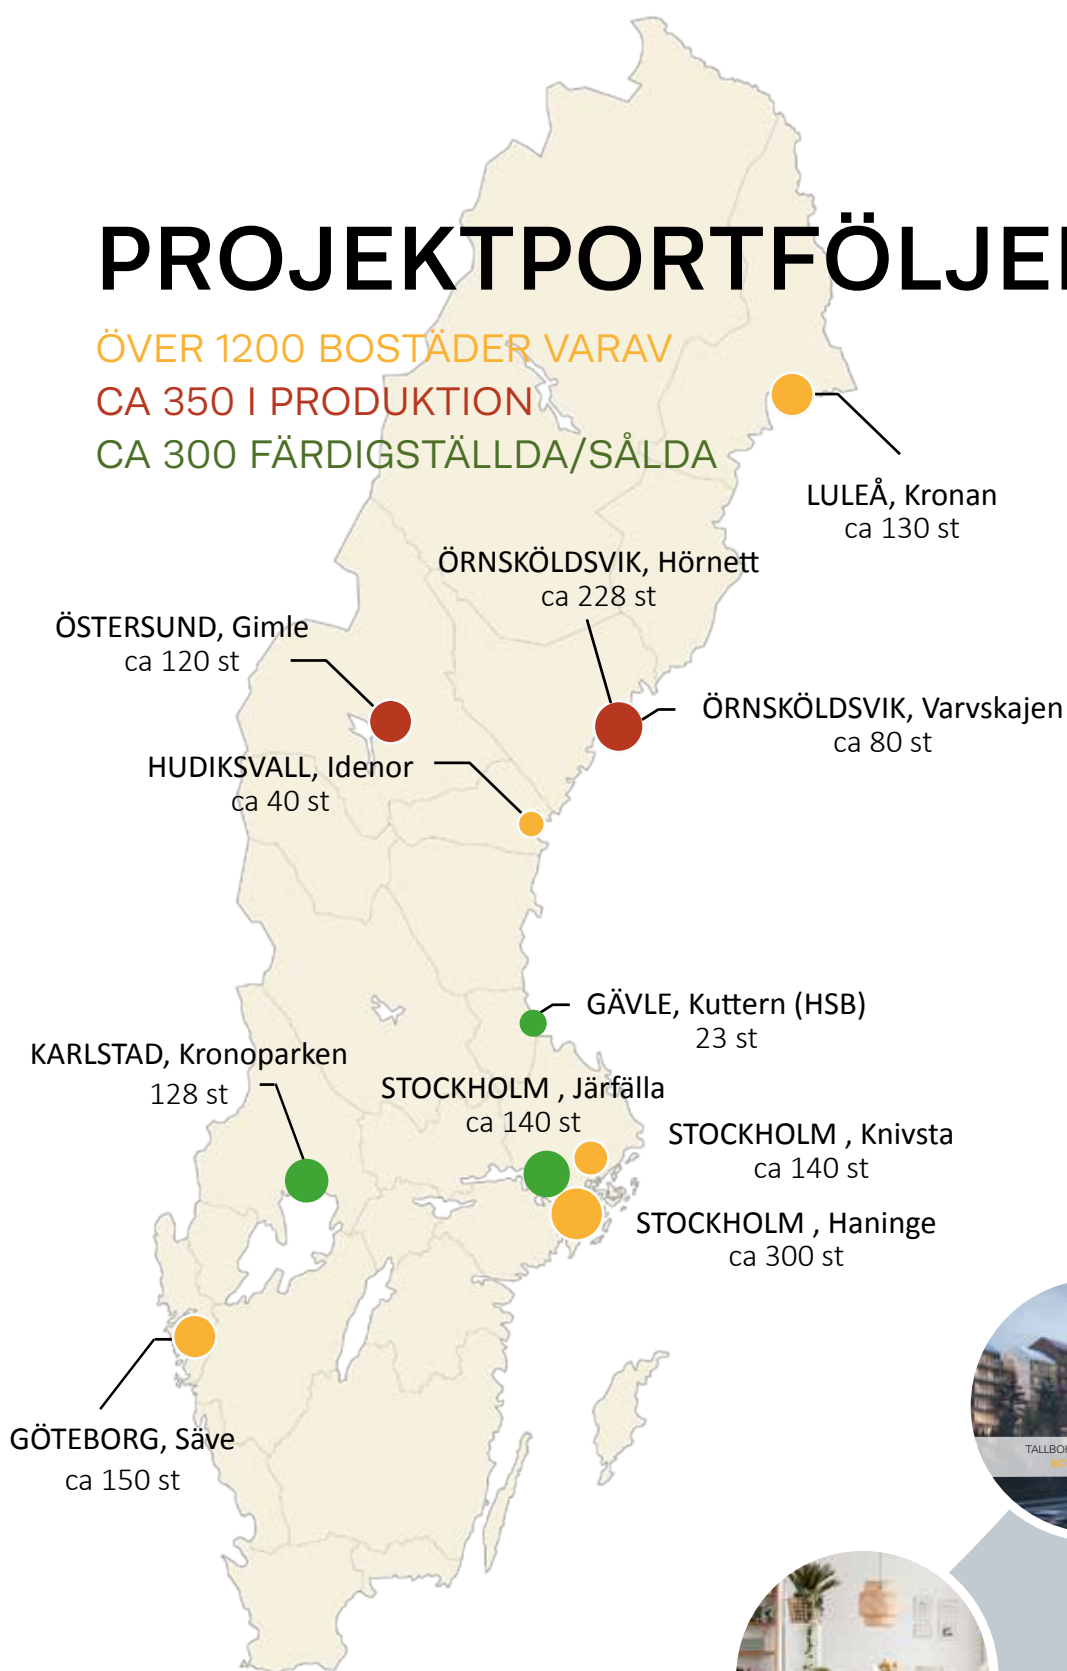 PROJEKTPORTFÖLJE
ÖVER 1200 BOSTÄDER VARAV
CA 350 I PRODUKTION
CA 300 FÄRDIGSTÄLLDA/SÅLDA
LULEÅ, Kronan
ca 130 st
ÖRNSKÖLDSVIK, Hörnett
ca 228 st
ÖSTERSUND, Gimle
ca 120 st
ÖRNSKÖLDSVIK, Varvskajen
ca 80 st
HUDIKSVALL, Idenor
ca 40 st
GÄVLE, Kuttern (HSB)
23 st
KARLSTAD, Kronoparken
128 st
STOCKHOLM , Järfälla
ca 140 st
STOCKHOLM , Knivsta
ca 140 st
STOCKHOLM , Haninge
ca 300 st
GÖTEBORG, Säve
ca 150 st